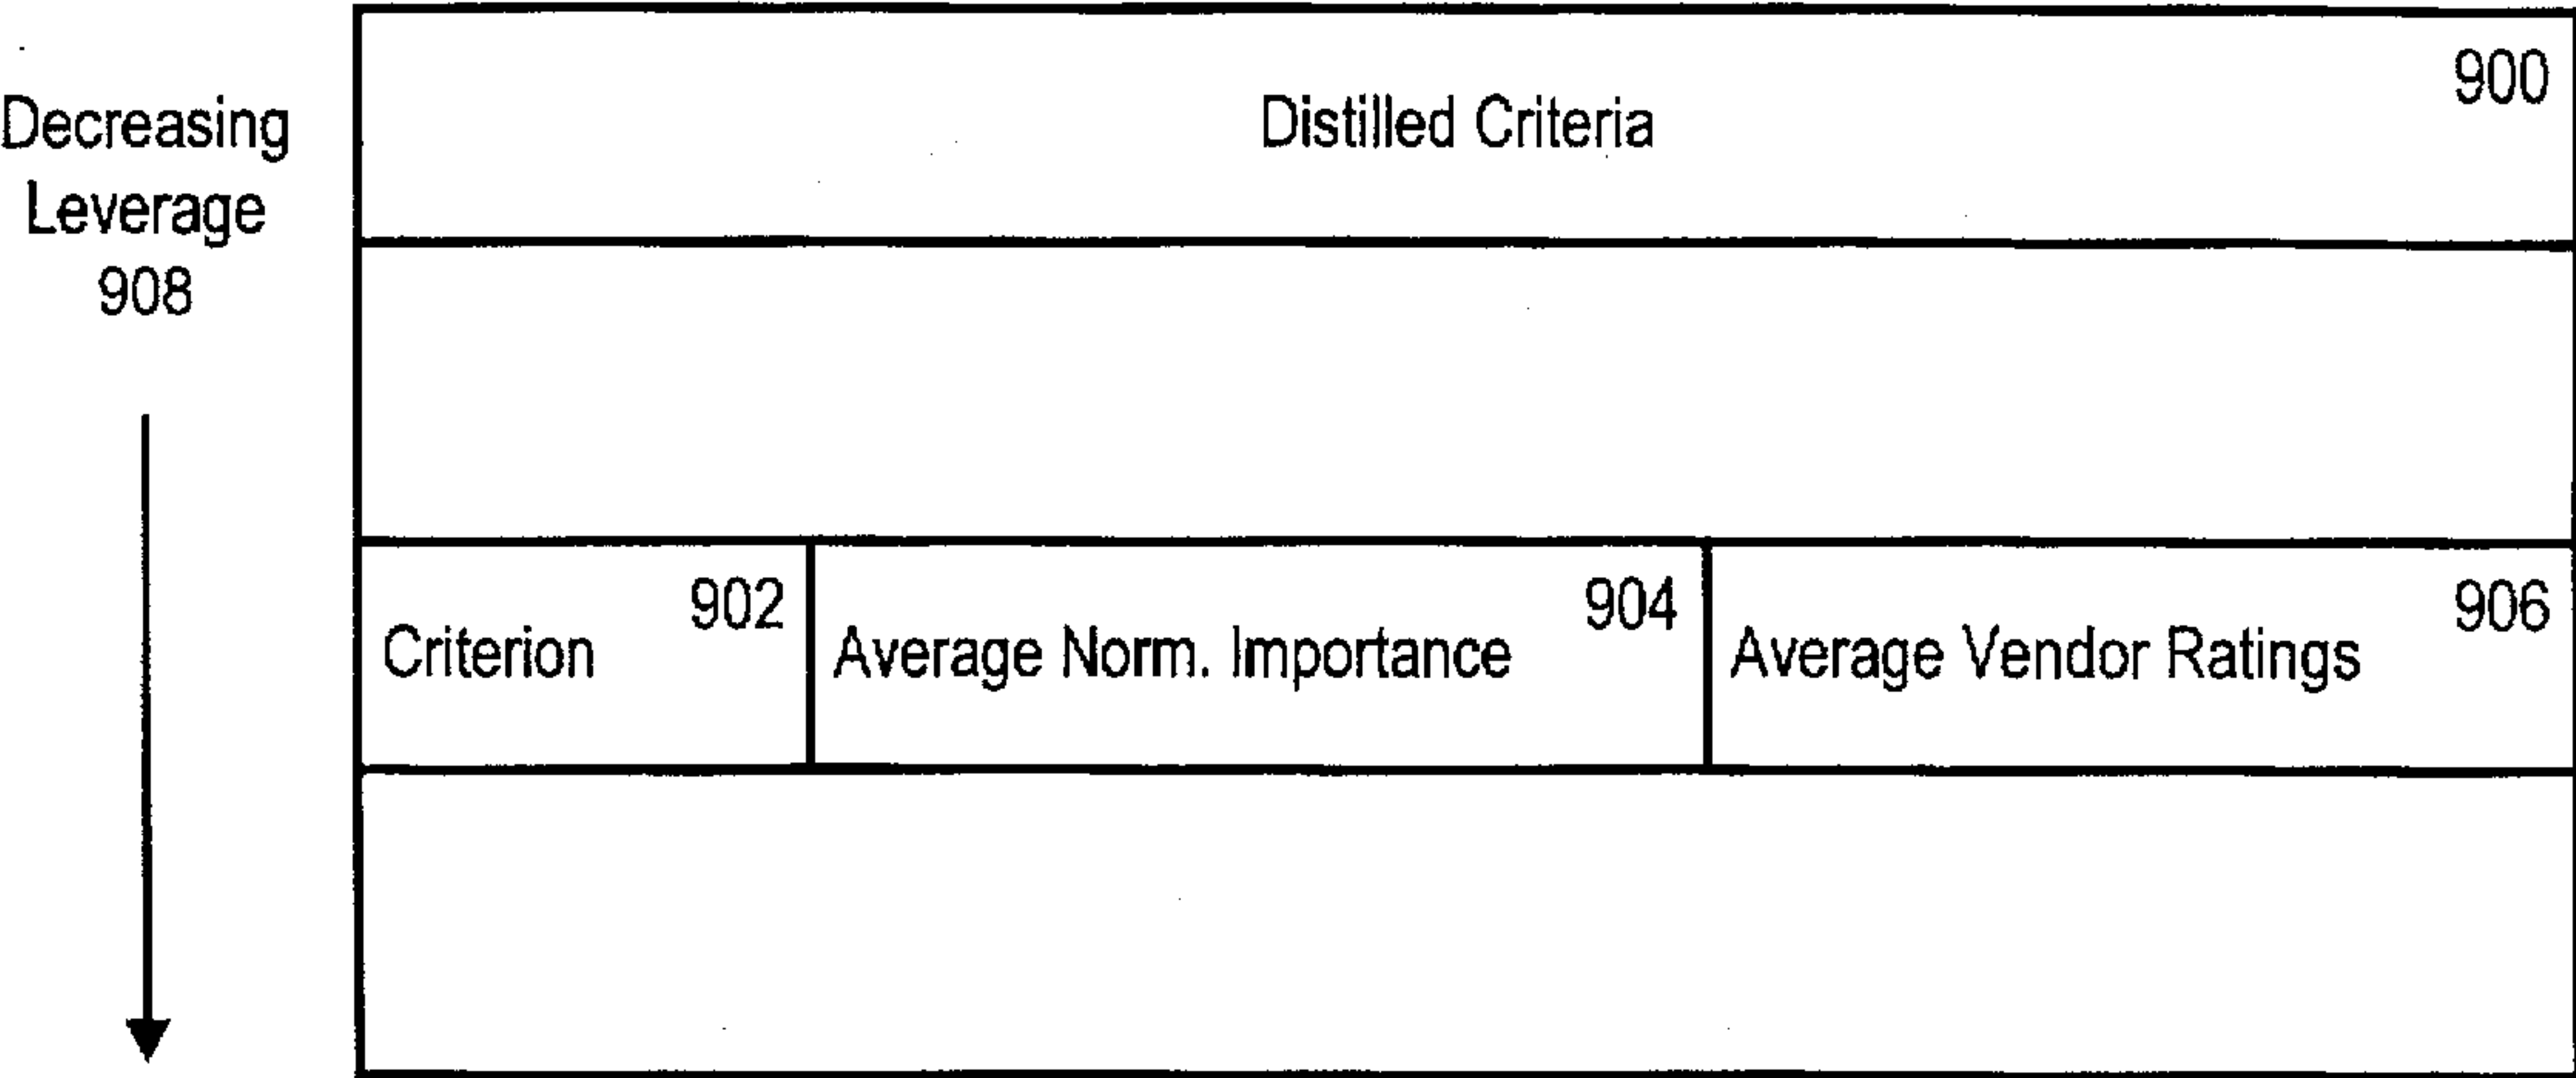 Decreasing
Leverage
908
900
Distilled Criteria
902
Criterion
904
Average Norm. Importance
906
Average Vendor Ratings